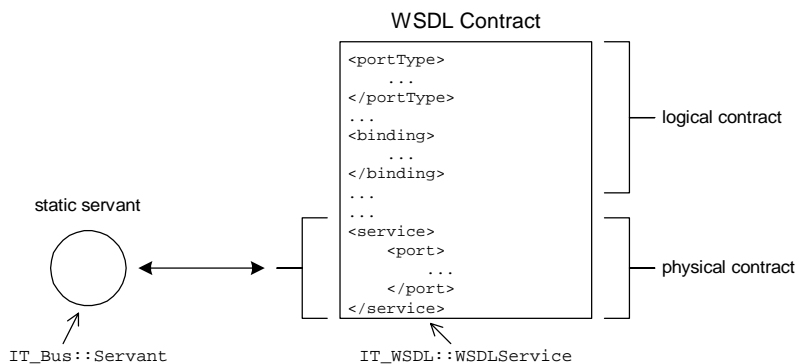 WSDL Contract
<portType>
...
</portType>
...
<binding>
...
</binding>
...
...
<service>
<port>
...
</port>
</service>
logical contract
static servant
physical contract
IT_Bus::Servant
IT_WSDL::WSDLService